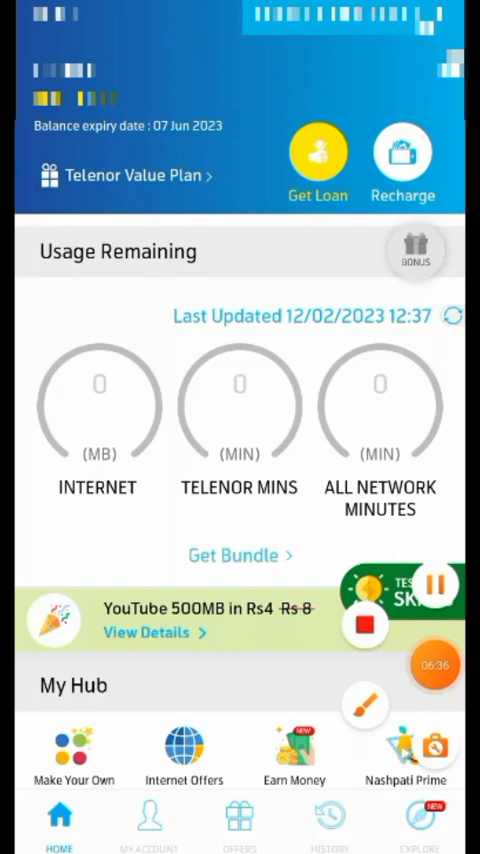 Balance expiry date : 07 Jun 2023
Telenor Value Plan >
Get Loan
Recharge
Usage Remaining
BONUS
Last Updated 12/02/2023 12:37
0 0 0
(MB) (MIN) (MIN)
INTERNET TELENOR MINS ALL NETWORK
MINUTES
Get Bundle >
YouTube 500MB in Rs4 Rs 8
View Details >
06:36
My Hub
NEW
Make Your Own Internet Offers Earn Money Nashpati Prime
NEW
HOME MY ACCOUNT OFFERS HISTORY EXPLORE